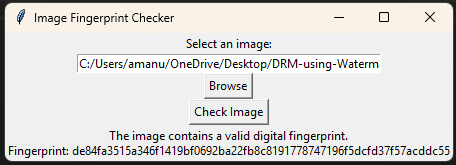 Image Fingerprint Checker
Select an image:
C:/Users/amanu/OneDrive/Desktop/DRM-using-Waterm
Browse
Check Image
The image contains a valid digital fingerprint.
Fingerprint: de84fa3515a346f1419bf0692ba22fb8c8191778747196f5dcfd37f57acddc55